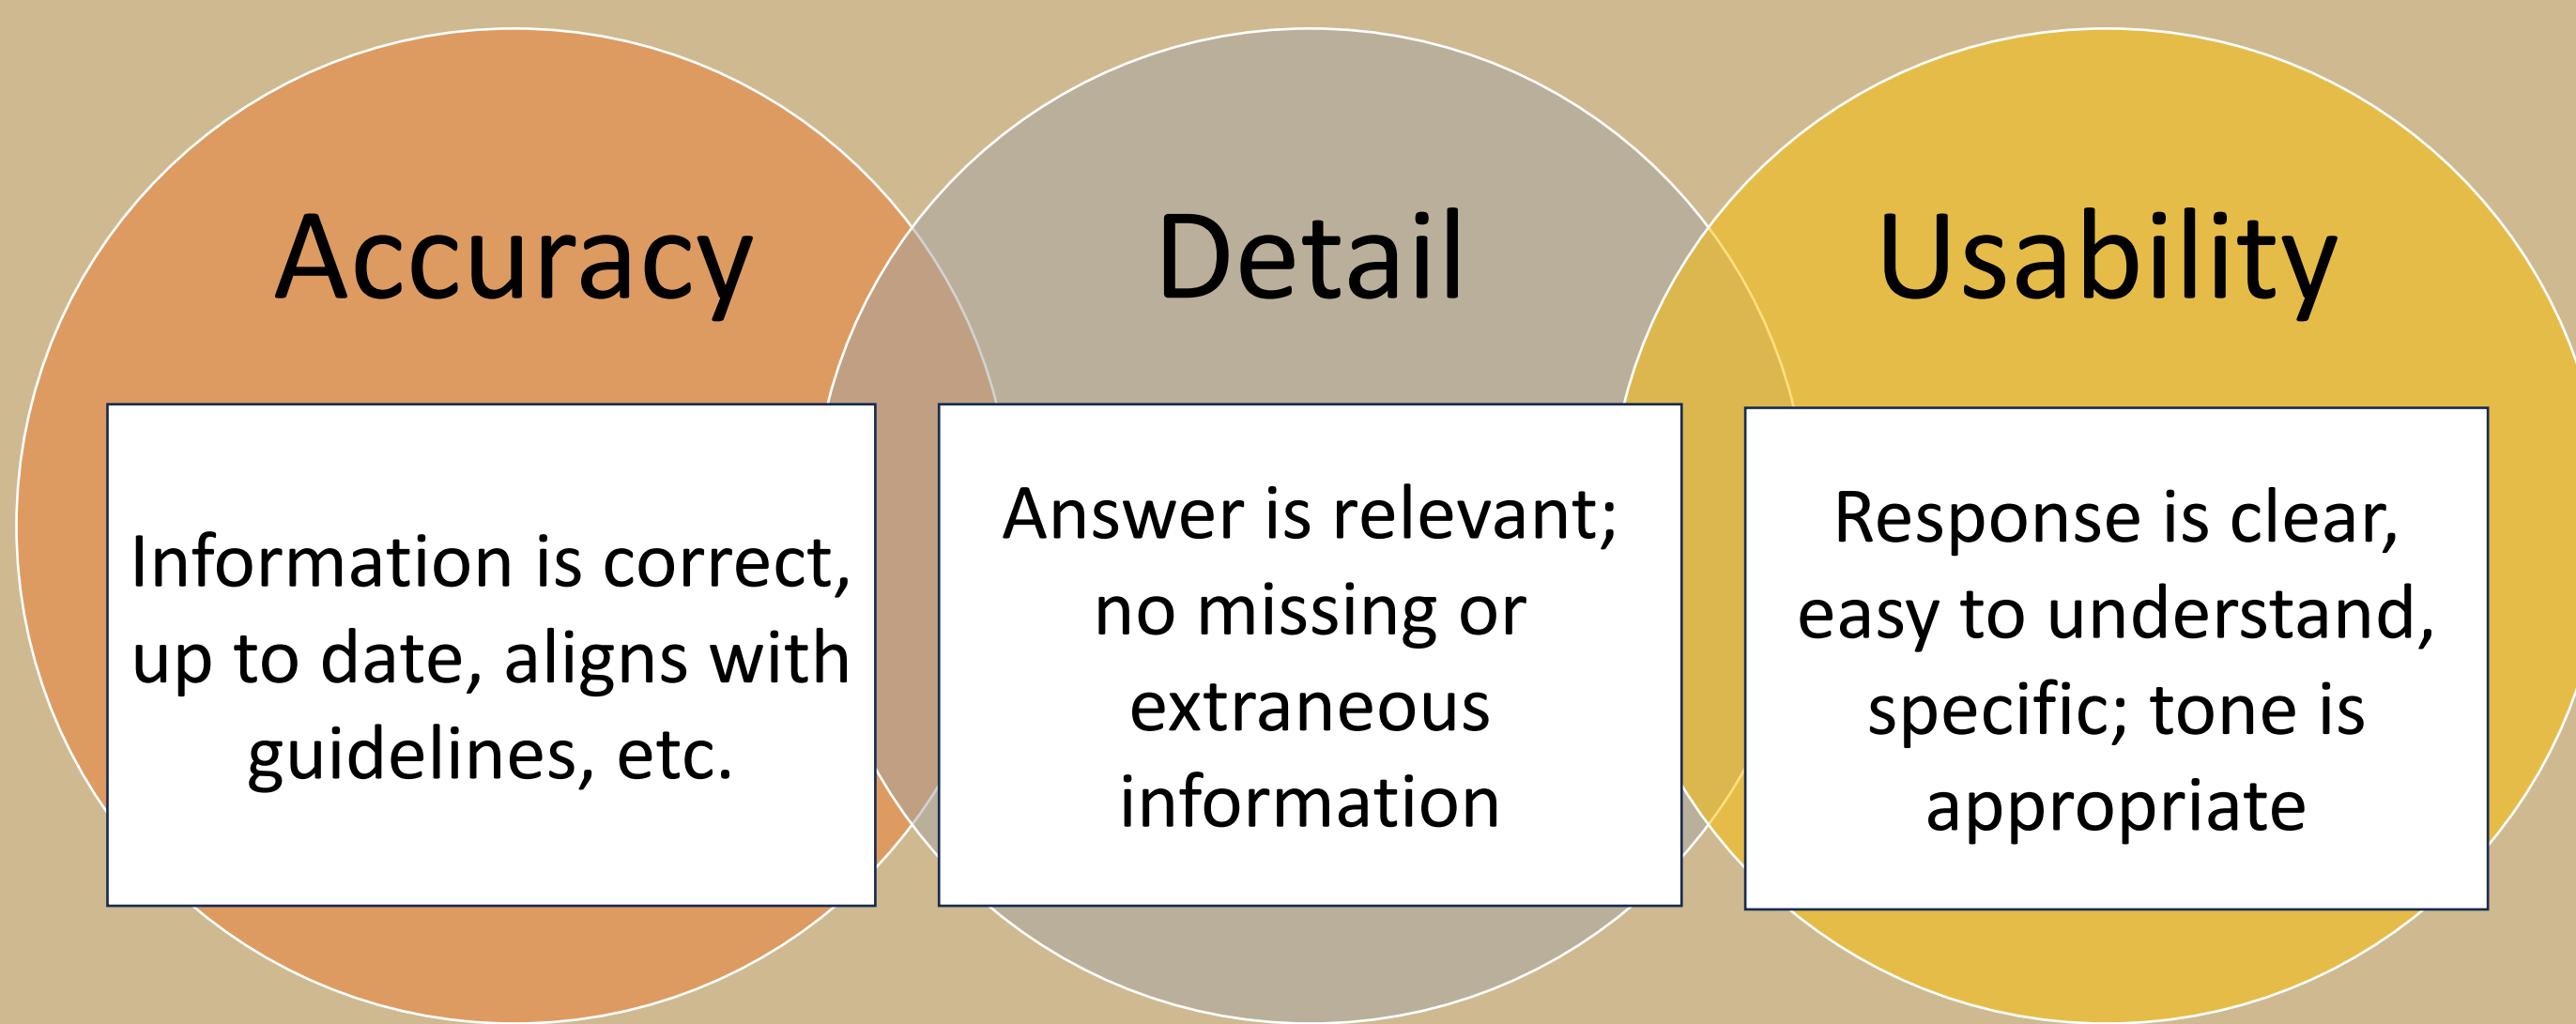 Accuracy
Detail
Usability
Information is correct,
up to date, aligns with
guidelines, etc.
Answer is relevant;
no missing or
extraneous
information
Response is clear,
easy to understand,
specific; tone is
appropriate